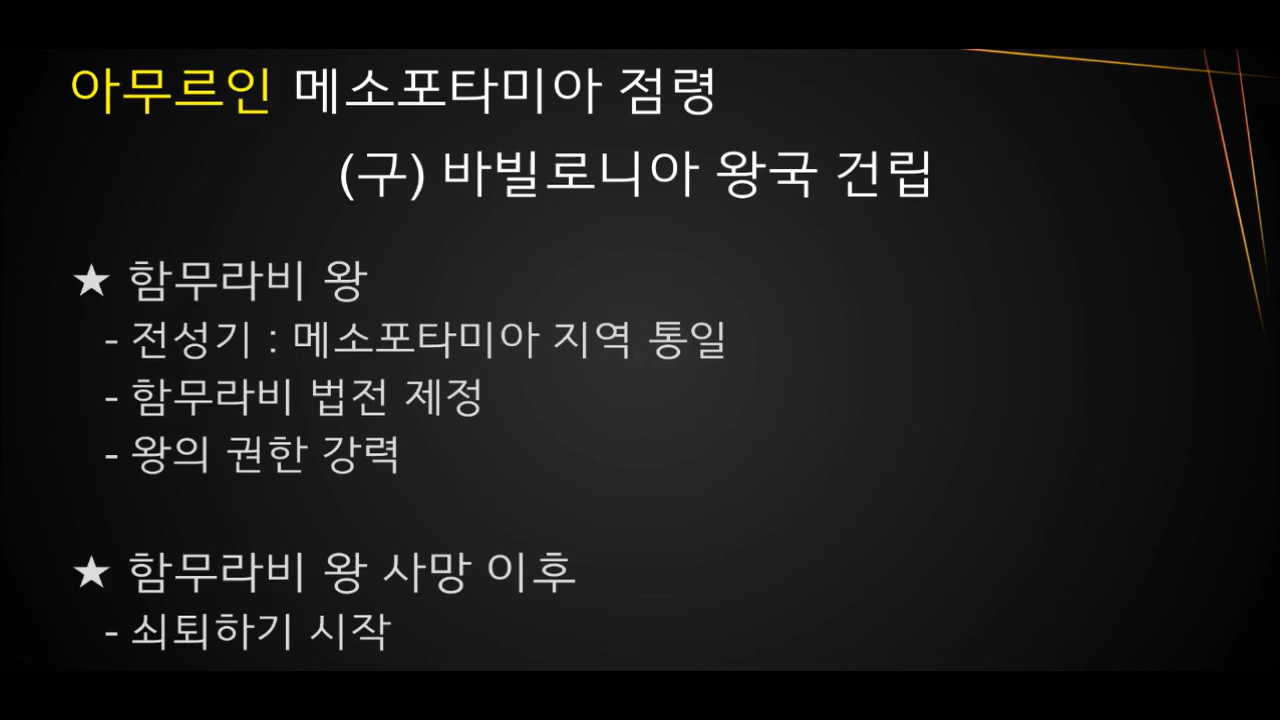 아무르인 메소포타미아 점령
(구) 바빌로니아 왕국 건립
★ 함무라비 왕
- 전성기 : 메소포타미아 지역 통일
- 함무라비 법전 제정
- 왕의 권한 강력
★ 함무라비 왕 사망 이후
- 쇠퇴하기 시작